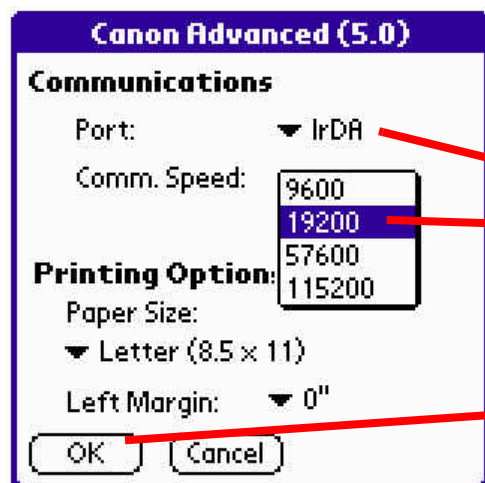 Canon Advanced (5.0)
Communications
Port: IrDA
Comm. Speed:
9600
19200
57600
115200
Printing Option
Paper Size:
Letter (8.5 x 11)
Left Margin: 0"
OK Cancel